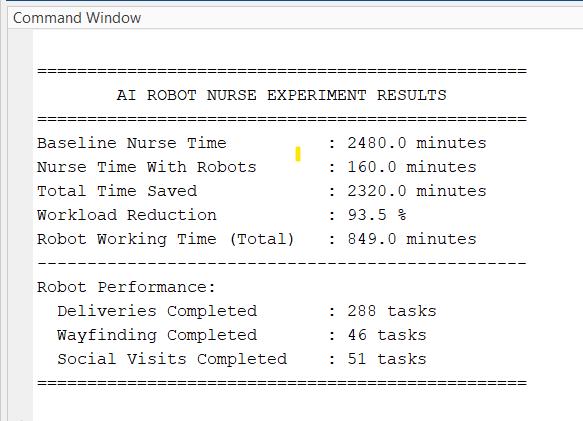 Command Window
=================================================
AI ROBOT NURSE EXPERIMENT RESULTS
=================================================
Baseline Nurse Time : 2480.0 minutes
Nurse Time With Robots : 160.0 minutes
Total Time Saved : 2320.0 minutes
Workload Reduction : 93.5 %
Robot Working Time (Total) : 849.0 minutes
-------------------------------------------------
Robot Performance:
Deliveries Completed : 288 tasks
Wayfinding Completed : 46 tasks
Social Visits Completed : 51 tasks
=================================================